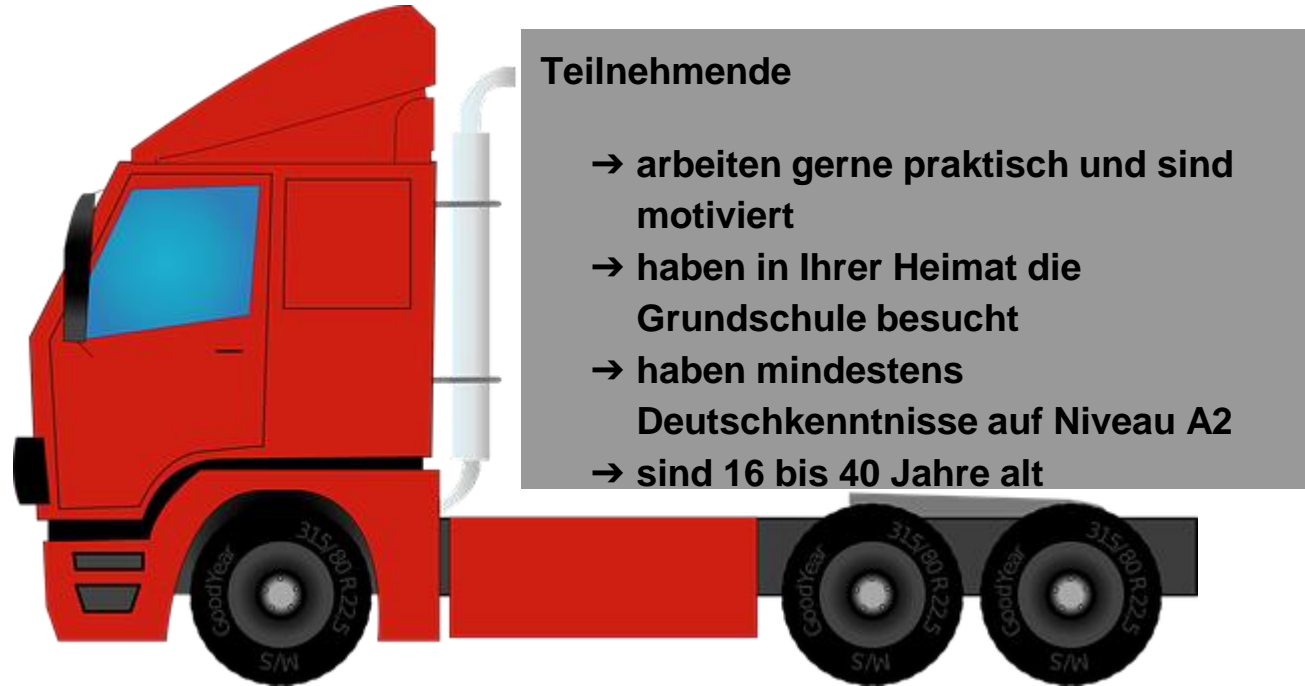 Teilnehmende
➔ arbeiten gerne praktisch und sind
motiviert
➔ haben in Ihrer Heimat die
Grundschule besucht
➔ haben mindestens
Deutschkenntnisse auf Niveau A2
➔ sind 16 bis 40 Jahre alt
315/80 R 22.5
GoodYear
M/S
315/80 R 22.5
GoodYear
M/S
315/80 R 22.5
GoodYear
M/S